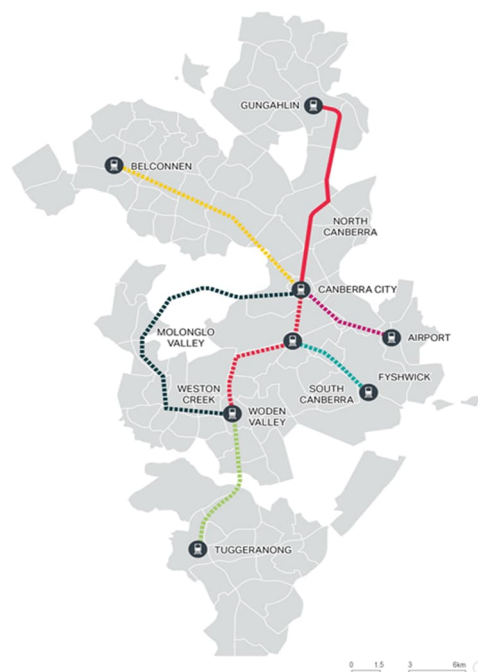 GUNGAHLIN
BELCONNEN
NORTH
CANBERRA
CANBERRA CITY
MOLONGLO
VALLEY
AIRPORT
FYSHWICK
WESTON
CREEK
SOUTH
CANBERRA
WODEN
VALLEY
TUGGERANONG
0 1.5 3 6km